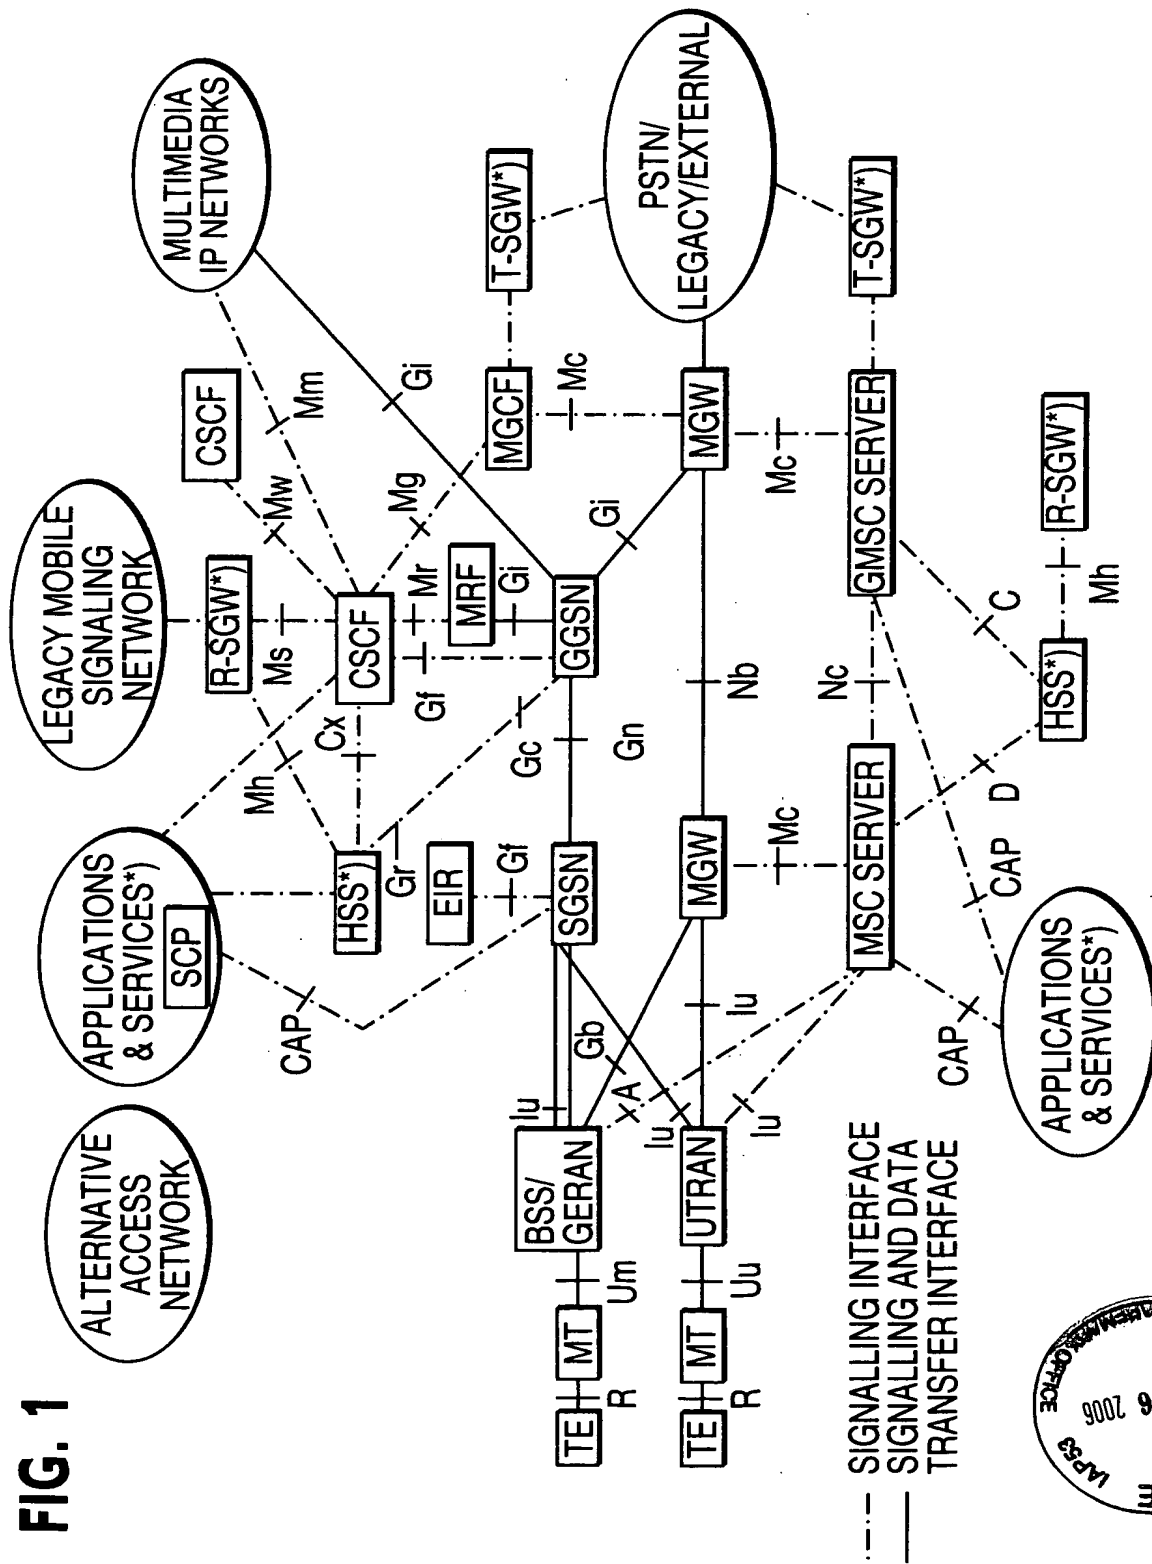 FIG. 1
ALTERNATIVE
ACCESS
NETWORK
APPLICATIONS
& SERVICES*)
SCP
LEGACY MOBILE
SIGNALING
NETWORK
MULTIMEDIA
IP NETWORKS
CAP
Mh
R-SGW*)
Ms
CSCF
Mw
Mm
Gi
HSS*)
Cx
CSCF
Gr
Gf
Mr
Mg
EIR
Gf
Gc
MRF
Gi
MGCF
T-SGW*)
TE
R
MT
Um
BSS/
GERAN
Iu
SGSN
Gn
GGSN
Gi
Mc
Gb
A
Iu
TE
R
MT
Uu
UTRAN
Iu
MGW
Nb
MGW
PSTN/
LEGACY/EXTERNAL
Iu
Mc
Mc
MSC SERVER
Nc
GMSC SERVER
T-SGW*)
CAP
CAP
D
C
HSS*)
Mh
R-SGW*)
APPLICATIONS
& SERVICES*)
SIGNALLING INTERFACE
SIGNALLING AND DATA
TRANSFER INTERFACE
IAP53
6 2006
OFFICE